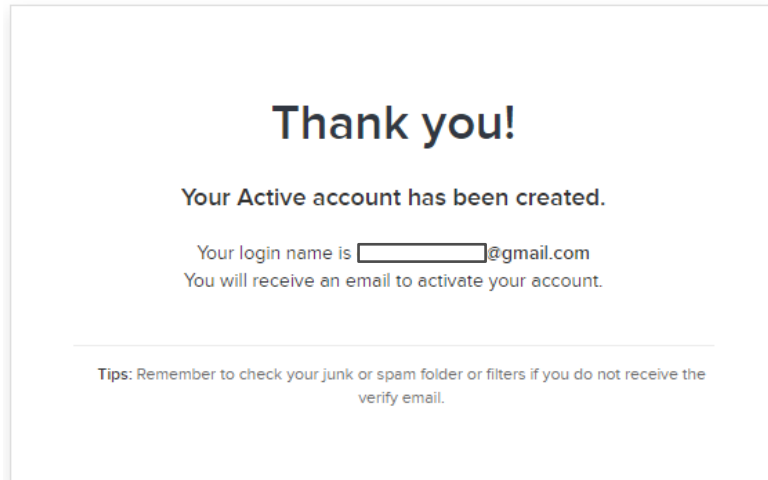 Thank you!
Your Active account has been created.
Your login name is @gmail.com
You will receive an email to activate your account.
Tips: Remember to check your junk or spam folder or filters if you do not receive the
verify email.